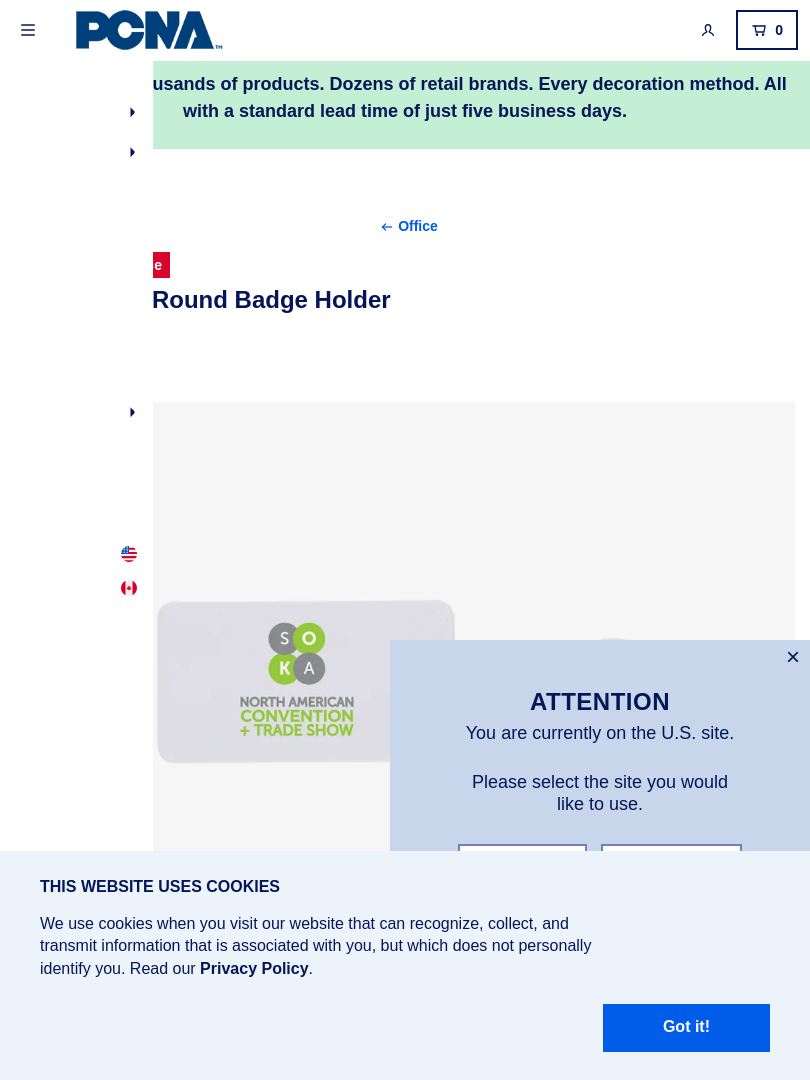 PCNA™
0
usands of products. Dozens of retail brands. Every decoration method. All
with a standard lead time of just five business days.
← Office
e
Round Badge Holder
S O
K A
NORTH AMERICAN
CONVENTION
+ TRADE SHOW
×
ATTENTION
You are currently on the U.S. site.
Please select the site you would
like to use.
THIS WEBSITE USES COOKIES
We use cookies when you visit our website that can recognize, collect, and
transmit information that is associated with you, but which does not personally
identify you. Read our Privacy Policy.
Got it!